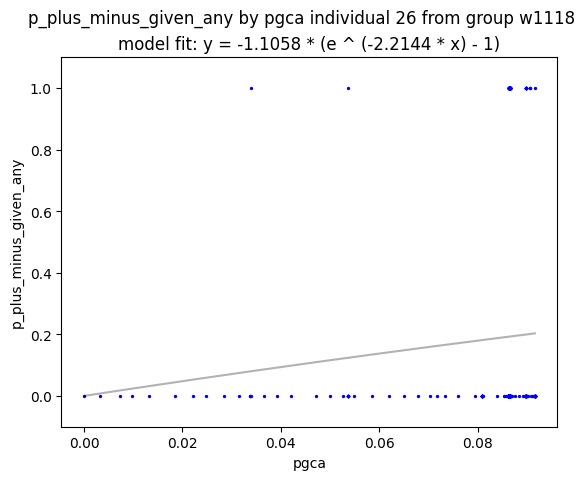 p_plus_minus_given_any by pgca individual 26 from group w1118
model fit: y = -1.1058 * (e ^ (-2.2144 * x) - 1)
1.0
0.8
0.6
0.4
0.2
0.0
p_plus_minus_given_any
0.00 0.02 0.04 0.06 0.08
pgca